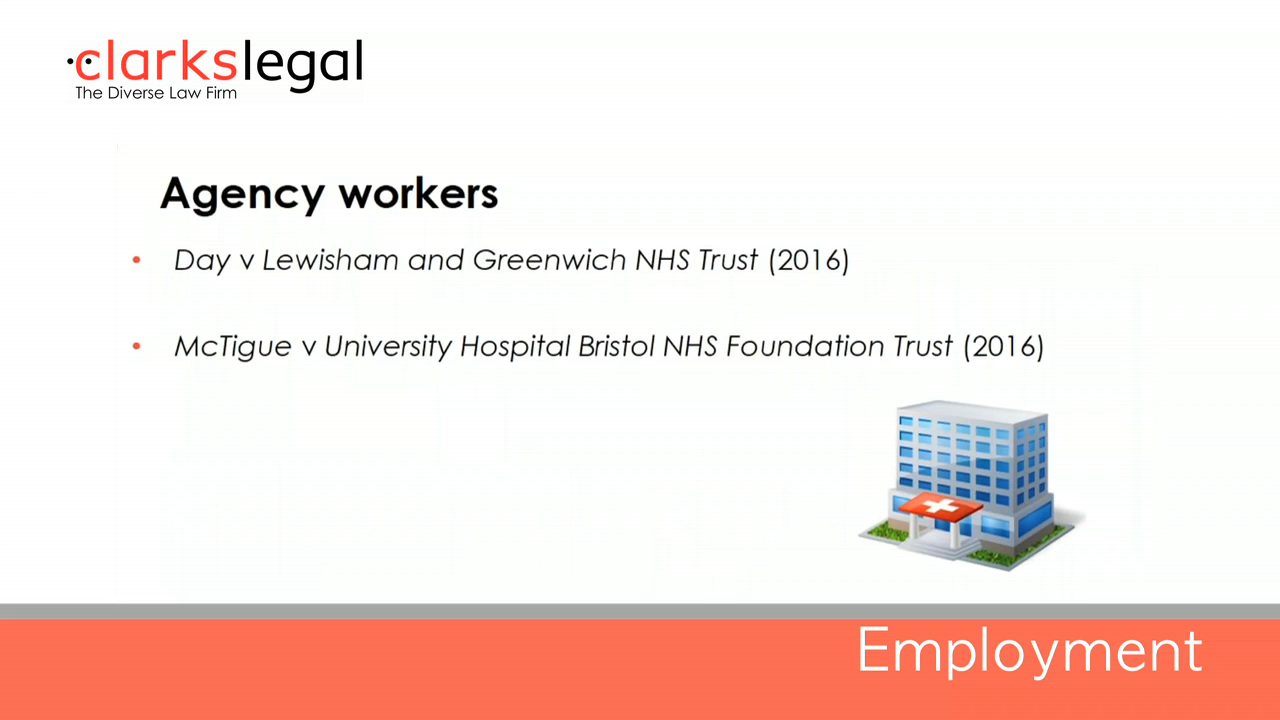 clarkslegal
The Diverse Law Firm
Agency workers
• Day v Lewisham and Greenwich NHS Trust (2016)
• McTigue v University Hospital Bristol NHS Foundation Trust (2016)
Employment